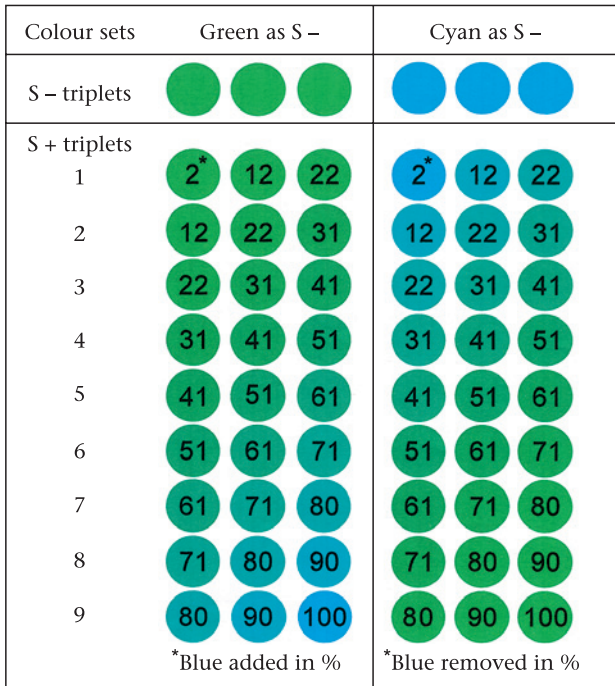 Colour sets Green as S – Cyan as S –
S – triplets
S + triplets
1 2* 12 22 2* 12 22
2 12 22 31 12 22 31
3 22 31 41 22 31 41
4 31 41 51 31 41 51
5 41 51 61 41 51 61
6 51 61 71 51 61 71
7 61 71 80 61 71 80
8 71 80 90 71 80 90
9 80 90 100 80 90 100
*Blue added in % *Blue removed in %